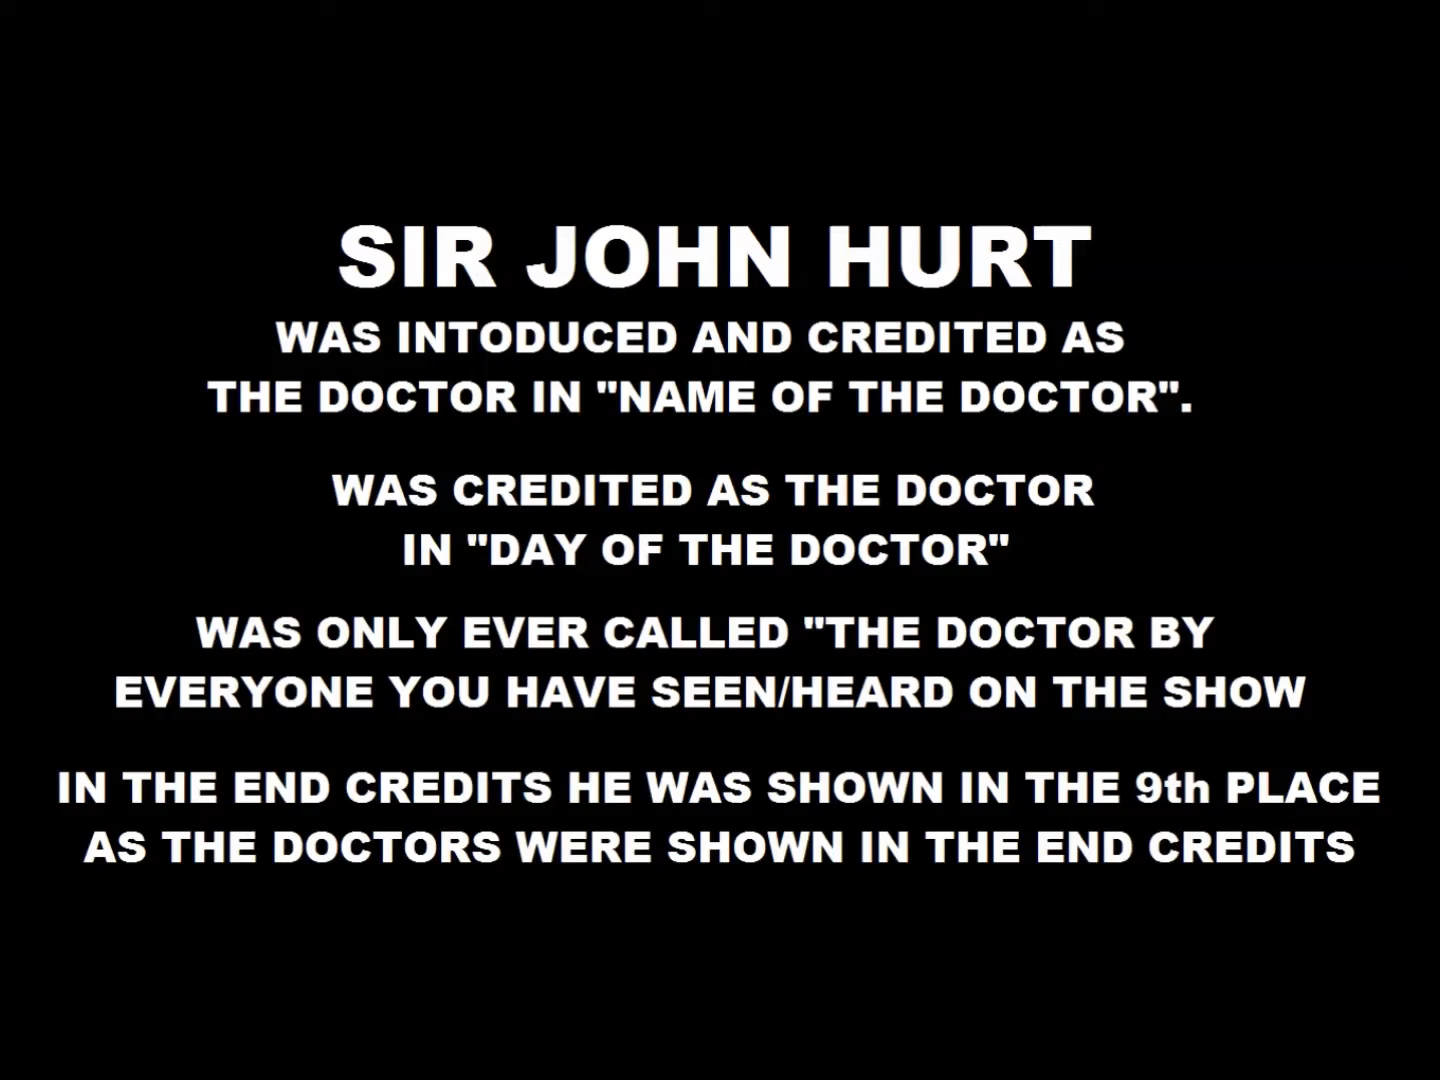 SIR JOHN HURT
WAS INTODUCED AND CREDITED AS
THE DOCTOR IN "NAME OF THE DOCTOR".
WAS CREDITED AS THE DOCTOR
IN "DAY OF THE DOCTOR"
WAS ONLY EVER CALLED "THE DOCTOR BY
EVERYONE YOU HAVE SEEN/HEARD ON THE SHOW
IN THE END CREDITS HE WAS SHOWN IN THE 9th PLACE
AS THE DOCTORS WERE SHOWN IN THE END CREDITS